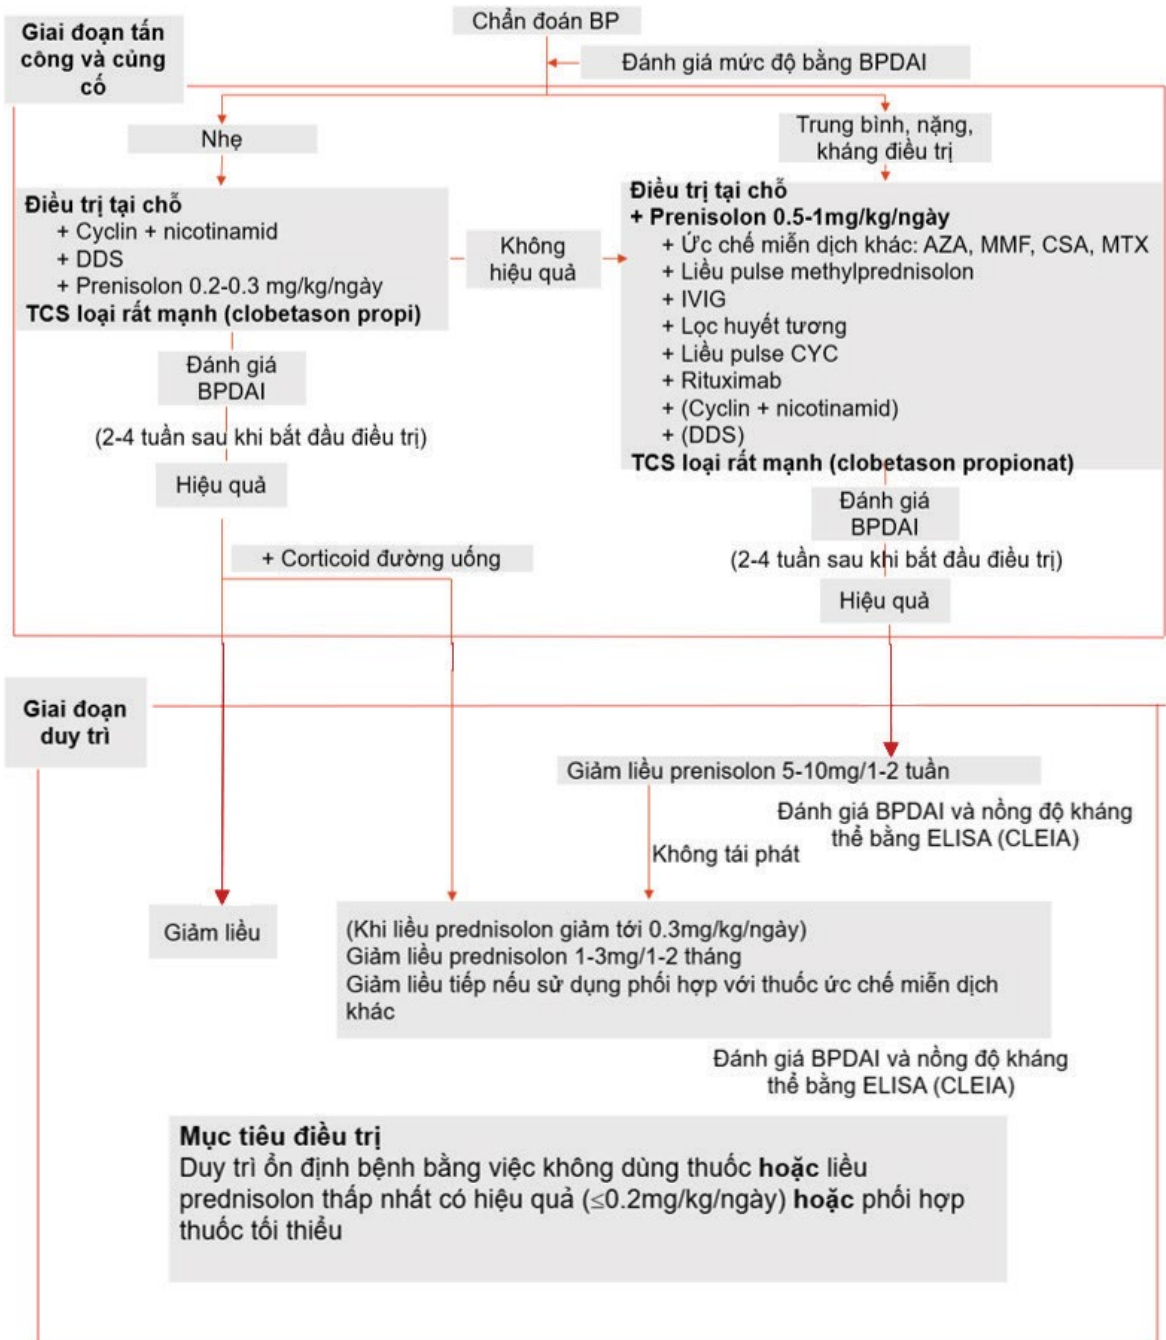 Giai đoạn tấn
công và củng
cố
Chẩn đoán BP
Đánh giá mức độ bằng BPDAI
Nhẹ
Trung bình, nặng,
kháng điều trị
Điều trị tại chỗ
+ Cyclin + nicotinamid
+ DDS
+ Prenisolon 0.2-0.3 mg/kg/ngày
TCS loại rất mạnh (clobetason propi)
Không
hiệu quả
Điều trị tại chỗ
+ Prenisolon 0.5-1mg/kg/ngày
+ Ức chế miễn dịch khác: AZA, MMF, CSA, MTX
+ Liều pulse methylprednisolon
+ IVIG
+ Lọc huyết tương
+ Liều pulse CYC
+ Rituximab
+ (Cyclin + nicotinamid)
+ (DDS)
TCS loại rất mạnh (clobetason propionat)
Đánh giá
BPDAI
(2-4 tuần sau khi bắt đầu điều trị)
Hiệu quả
+ Corticoid đường uống
Đánh giá
BPDAI
(2-4 tuần sau khi bắt đầu điều trị)
Hiệu quả
Giai đoạn
duy trì
Giảm liều prenisolon 5-10mg/1-2 tuần
Đánh giá BPDAI và nồng độ kháng
thể bằng ELISA (CLEIA)
Không tái phát
Giảm liều
(Khi liều prednisolon giảm tới 0.3mg/kg/ngày)
Giảm liều prednisolon 1-3mg/1-2 tháng
Giảm liều tiếp nếu sử dụng phối hợp với thuốc ức chế miễn dịch
khác
Đánh giá BPDAI và nồng độ kháng
thể bằng ELISA (CLEIA)
Mục tiêu điều trị
Duy trì ổn định bệnh bằng việc không dùng thuốc hoặc liều
prednisolon thấp nhất có hiệu quả (≤0.2mg/kg/ngày) hoặc phối hợp
thuốc tối thiểu